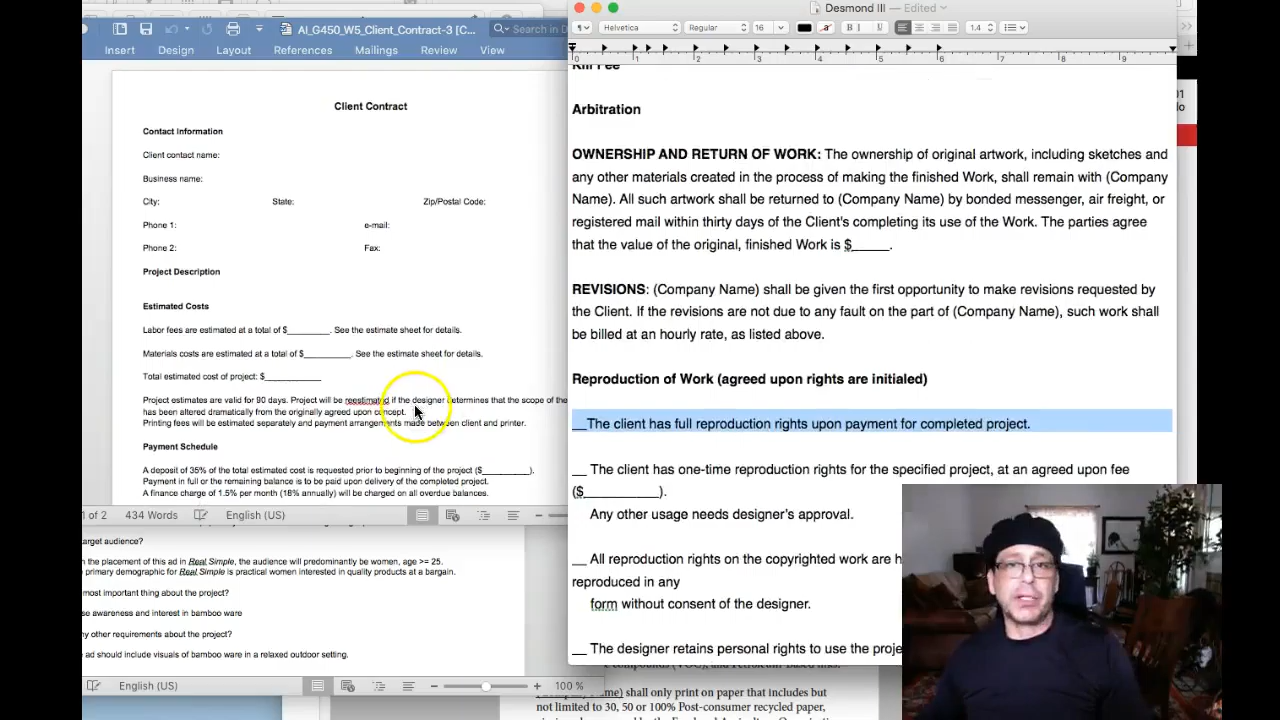 AI_G450_W5_Client_Contract-3 [C...
Search in D
Insert Design Layout References Mailings Review View
Client Contract
Contact Information
Client contact name:
Business name:
City: State: Zip/Postal Code:
Phone 1: e-mail:
Phone 2: Fax:
Project Description
Estimated Costs
Labor fees are estimated at a total of $_________. See the estimate sheet for details.
Materials costs are estimated at a total of $__________. See the estimate sheet for details.
Total estimated cost of project: $____________
Project estimates are valid for 90 days. Project will be reestimated if the designer determines that the scope of the
has been altered dramatically from the originally agreed upon concept.
Printing fees will be estimated separately and payment arrangements made between client and printer.
Payment Schedule
A deposit of 35% of the total estimated cost is requested prior to beginning of the project ($__________).
Payment in full or the remaining balance is to be paid upon delivery of the completed project.
A finance charge of 1.5% per month (18% annually) will be charged on all overdue balances.
1 of 2 434 Words English (US)
target audience?
n the placement of this ad in Real Simple, the audience will predominantly be women, age >= 25.
primary demographic for Real Simple is practical women interested in quality products at a bargain.
most important thing about the project?
se awareness and interest in bamboo ware
ny other requirements about the project?
ad should include visuals of bamboo ware in a relaxed outdoor setting.
English (US) 100 %
Desmond III — Edited
Helvetica Regular 16 B I U 1.4
0 1 2 3 4 5 6 7 8 9
Kill Fee
Arbitration
OWNERSHIP AND RETURN OF WORK: The ownership of original artwork, including sketches and
any other materials created in the process of making the finished Work, shall remain with (Company
Name). All such artwork shall be returned to (Company Name) by bonded messenger, air freight, or
registered mail within thirty days of the Client's completing its use of the Work. The parties agree
that the value of the original, finished Work is $_____.
REVISIONS: (Company Name) shall be given the first opportunity to make revisions requested by
the Client. If the revisions are not due to any fault on the part of (Company Name), such work shall
be billed at an hourly rate, as listed above.
Reproduction of Work (agreed upon rights are initialed)
__The client has full reproduction rights upon payment for completed project.
__ The client has one-time reproduction rights for the specified project, at an agreed upon fee
($___________).
Any other usage needs designer's approval.
__ All reproduction rights on the copyrighted work are h
reproduced in any
form without consent of the designer.
__ The designer retains personal rights to use the proje
shall only print on paper that includes but
not limited to 30, 50 or 100% Post-consumer recycled paper,